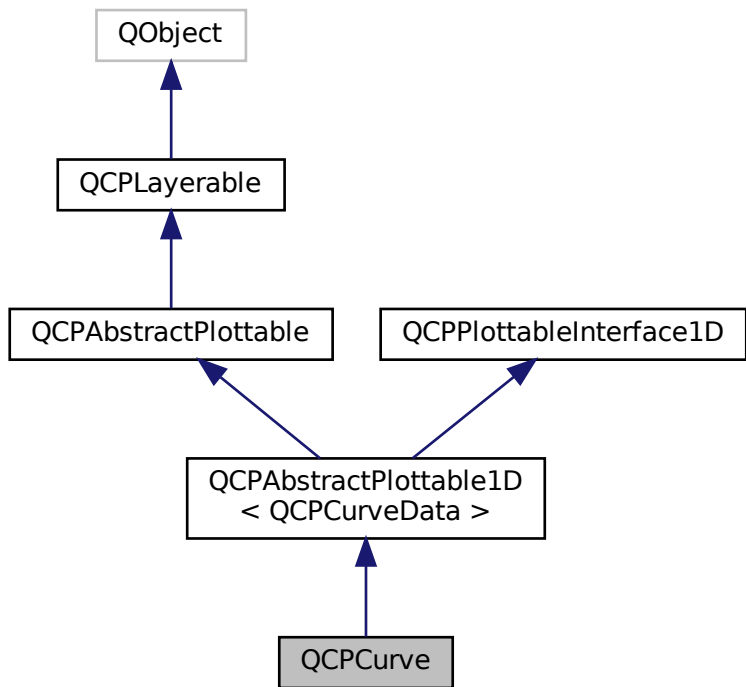 QObject
QCPLayerable
QCPAbstractPlottable
QCPPlottableInterface1D
QCPAbstractPlottable1D
< QCPCurveData >
QCPCurve